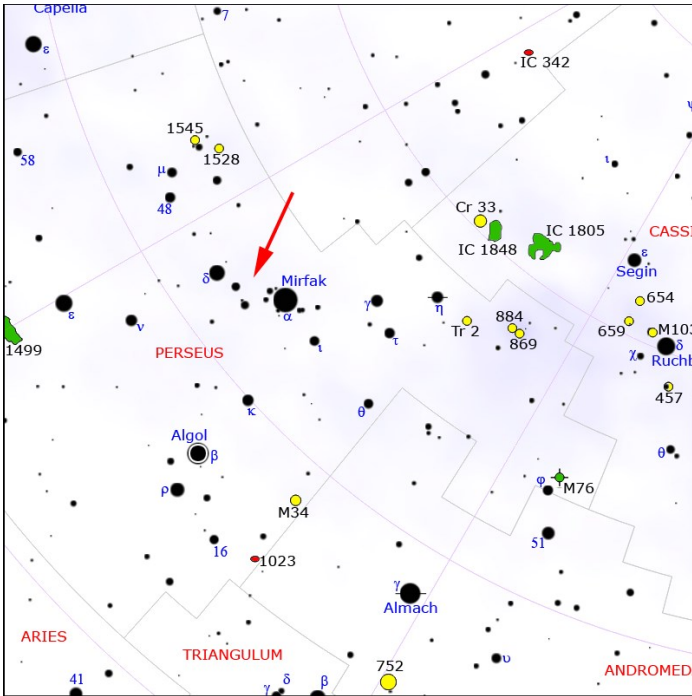 Capella
7
ε
IC 342
ψ
1545
1528
58
μ
ι
48
Cr 33
IC 1805
IC 1848
CASSI
ε
Segin
δ
Mirfak
α
γ
η
654
ε
ν
Tr 2
884
869
659
M103
1499
PERSEUS
ι
τ
χ
δ
Ruchb
457
κ
θ
Algol
β
θ
ρ
φ
M76
M34
16
51
1023
γ
Almach
ARIES
TRIANGULUM
752
υ
ANDROMED
41
γ
δ
β